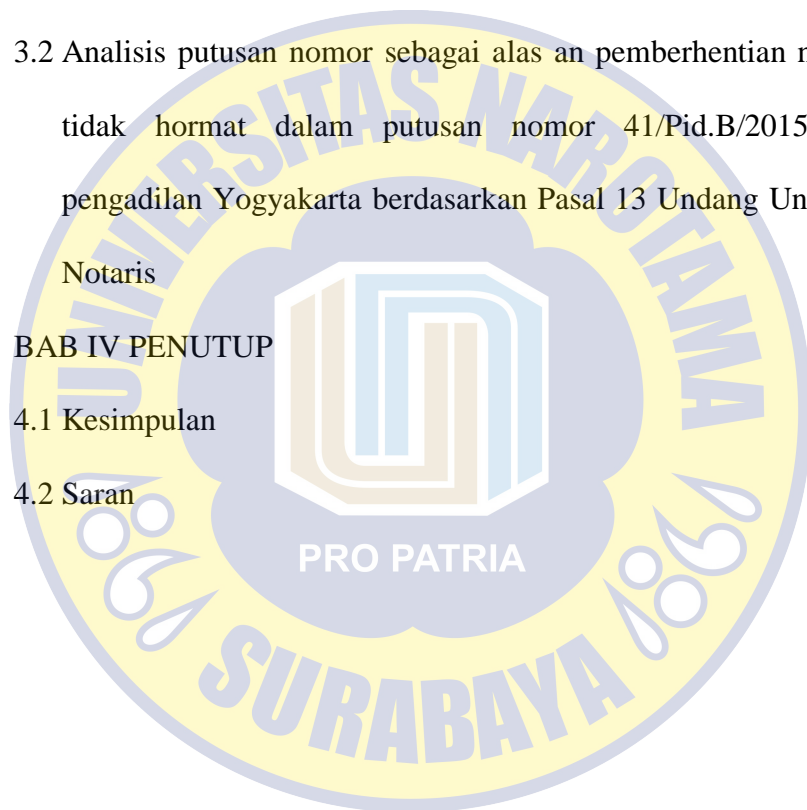 3.2 Analisis putusan nomor sebagai alas an pemberhentian
tidak hormat dalam putusan nomor 41/Pid.B/2015
pengadilan Yogyakarta berdasarkan Pasal 13 Undang Un
Notaris
BAB IV PENUTUP
4.1 Kesimpulan
4.2 Saran
UNIVERSITAS NAROTAMA
PRO PATRIA
SURABAYA